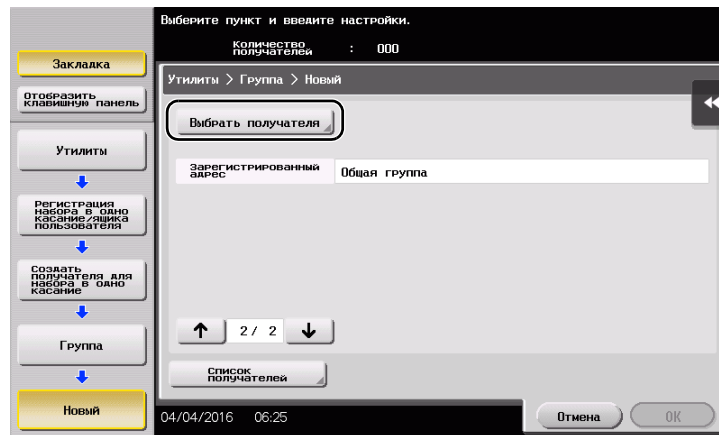 Выберите пункт и введите настройки.
Количество
получателей : 000
Закладка
Отобразить
клавишную панель
Утилиты
Регистрация
набора в одно
касание/ящика
пользователя
Создать
получателя для
набора в одно
касание
Группа
Новый
Утилиты > Группа > Новый
Выбрать получателя
Зарегистрированный
адрес
Общая группа
2/ 2
Список
получателей
04/04/2016 06:25
Отмена
OK